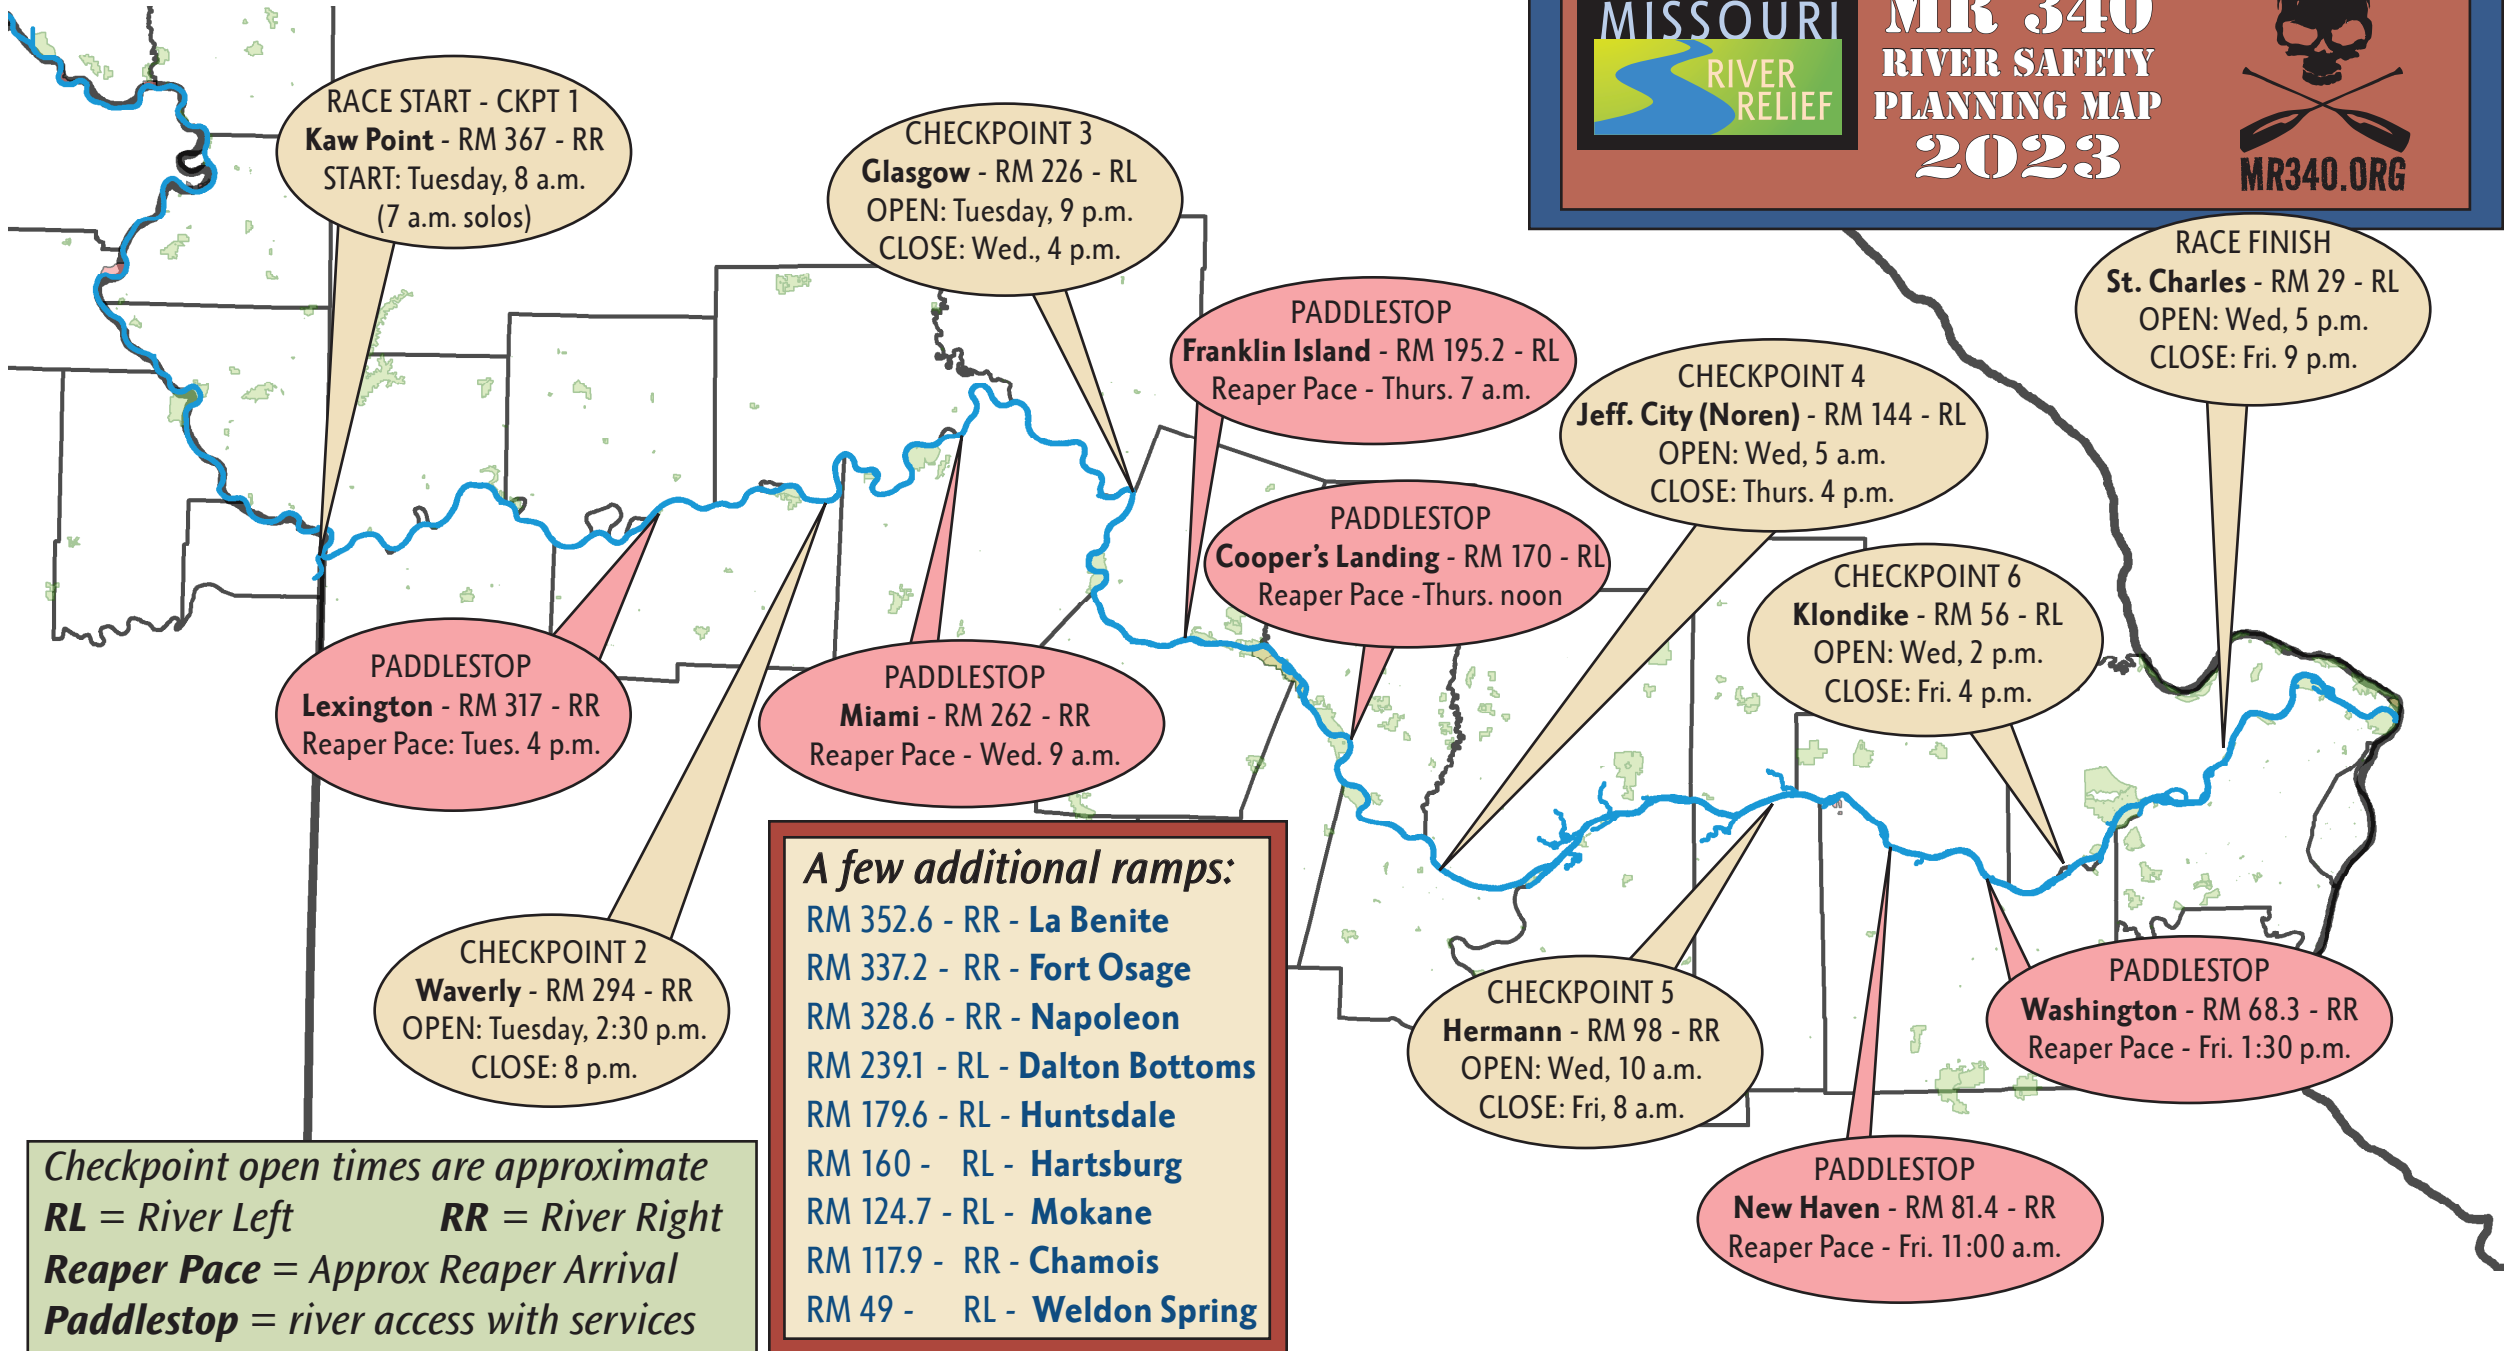 MISSOURI
RIVER
RELIEF
MR 340
RIVER SAFETY
PLANNING MAP
2023
MR340.ORG
RACE START - CKPT 1
Kaw Point - RM 367 - RR
START: Tuesday, 8 a.m.
(7 a.m. solos)
CHECKPOINT 3
Glasgow - RM 226 - RL
OPEN: Tuesday, 9 p.m.
CLOSE: Wed., 4 p.m.
RACE FINISH
St. Charles - RM 29 - RL
OPEN: Wed, 5 p.m.
CLOSE: Fri. 9 p.m.
PADDLESTOP
Franklin Island - RM 195.2 - RL
Reaper Pace - Thurs. 7 a.m.
CHECKPOINT 4
Jeff. City (Noren) - RM 144 - RL
OPEN: Wed, 5 a.m.
CLOSE: Thurs. 4 p.m.
PADDLESTOP
Cooper's Landing - RM 170 - RL
Reaper Pace -Thurs. noon
CHECKPOINT 6
Klondike - RM 56 - RL
OPEN: Wed, 2 p.m.
CLOSE: Fri. 4 p.m.
PADDLESTOP
Lexington - RM 317 - RR
Reaper Pace: Tues. 4 p.m.
PADDLESTOP
Miami - RM 262 - RR
Reaper Pace - Wed. 9 a.m.
CHECKPOINT 2
Waverly - RM 294 - RR
OPEN: Tuesday, 2:30 p.m.
CLOSE: 8 p.m.
A few additional ramps:
RM 352.6 - RR - La Benite
RM 337.2 - RR - Fort Osage
RM 328.6 - RR - Napoleon
RM 239.1 - RL - Dalton Bottoms
RM 179.6 - RL - Huntsdale
RM 160 - RL - Hartsburg
RM 124.7 - RL - Mokane
RM 117.9 - RR - Chamois
RM 49 - RL - Weldon Spring
CHECKPOINT 5
Hermann - RM 98 - RR
OPEN: Wed, 10 a.m.
CLOSE: Fri, 8 a.m.
PADDLESTOP
Washington - RM 68.3 - RR
Reaper Pace - Fri. 1:30 p.m.
PADDLESTOP
New Haven - RM 81.4 - RR
Reaper Pace - Fri. 11:00 a.m.
Checkpoint open times are approximate
RL = River Left RR = River Right
Reaper Pace = Approx Reaper Arrival
Paddlestop = river access with services